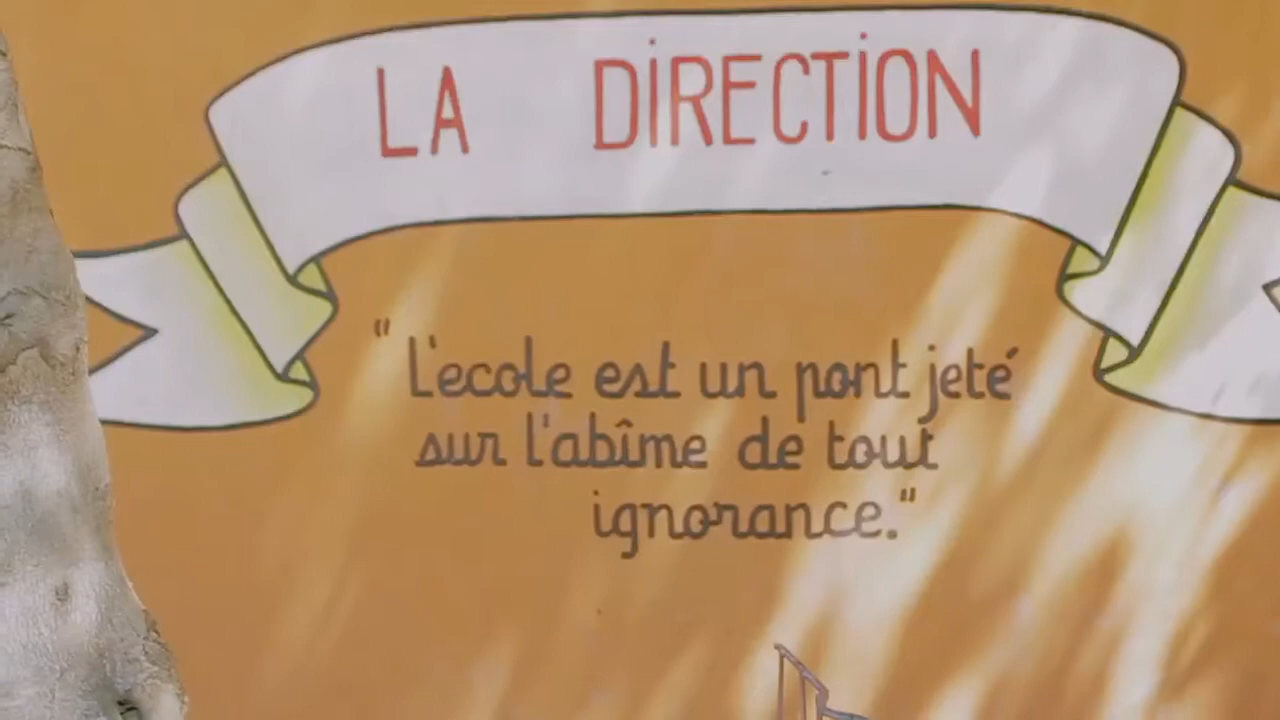 LA DIRECTION
" L'ecole est un pont jeté
sur l'abîme de tout
ignorance."